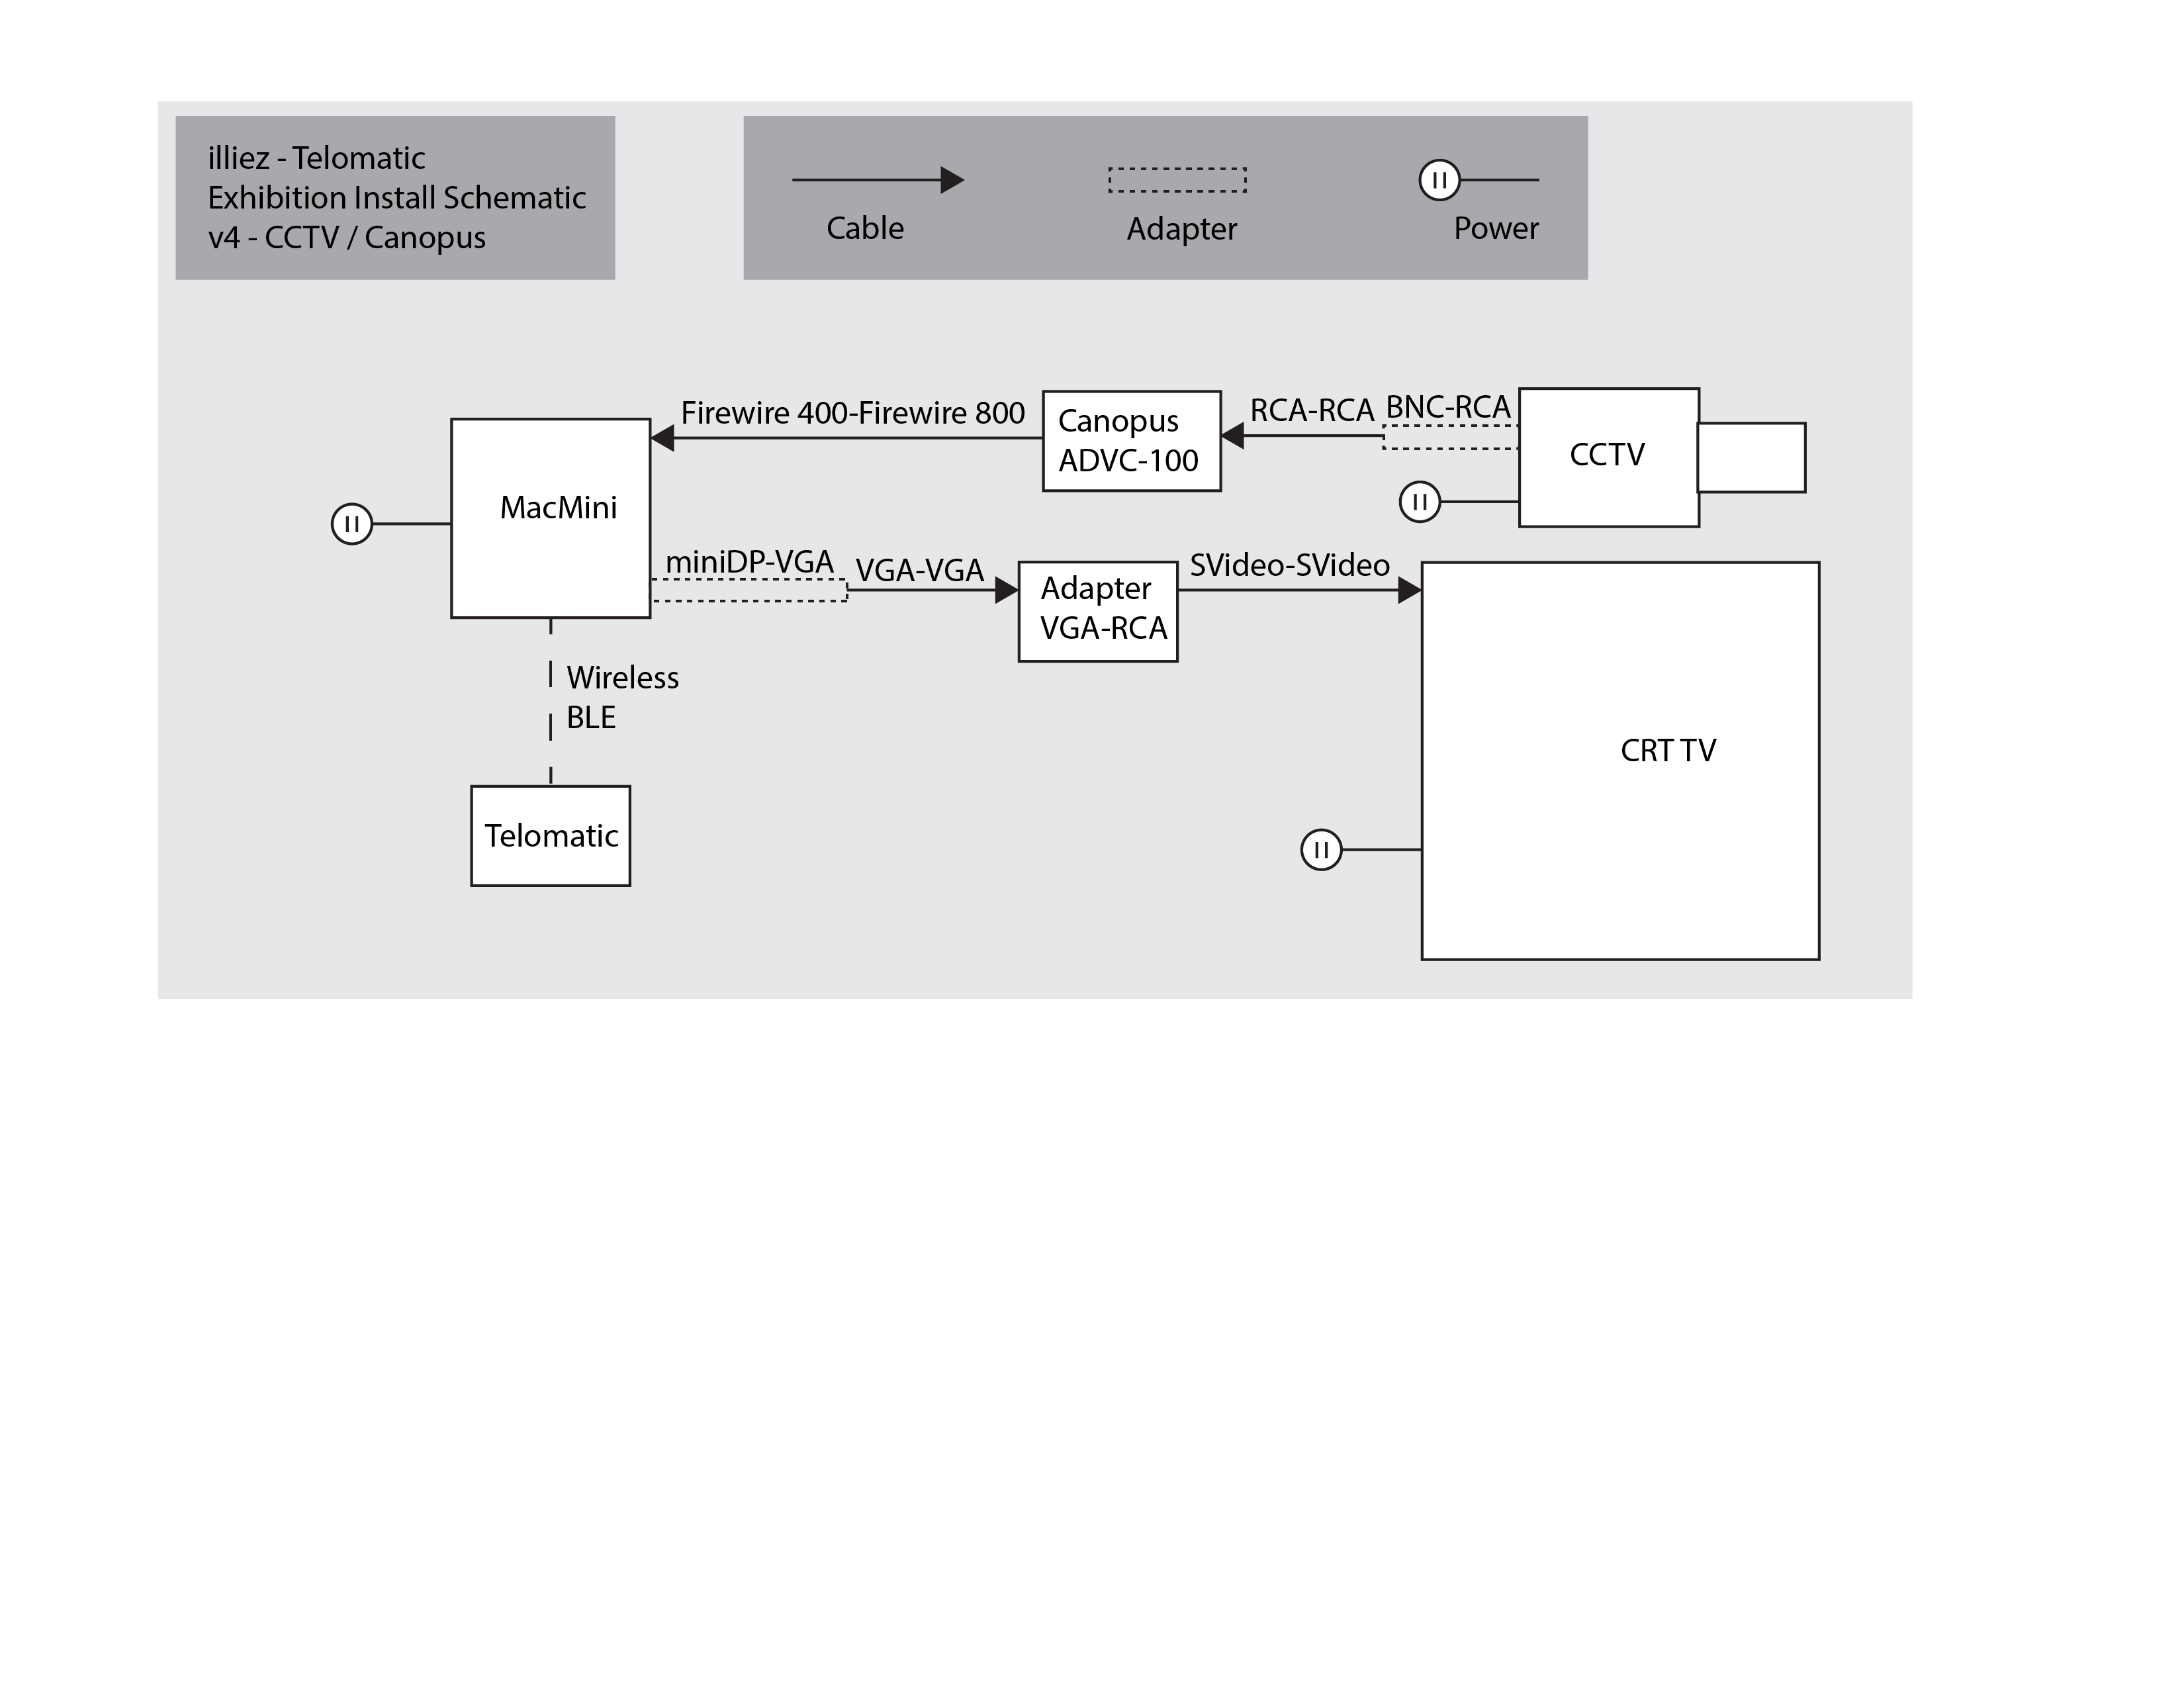 illiez - Telomatic
Exhibition Install Schematic
v4 - CCTV / Canopus
Cable
Adapter
Power
Firewire 400-Firewire 800
Canopus
ADVC-100
RCA-RCA
BNC-RCA
CCTV
MacMini
miniDP-VGA
VGA-VGA
Adapter
VGA-RCA
SVideo-SVideo
Wireless
BLE
CRT TV
Telomatic